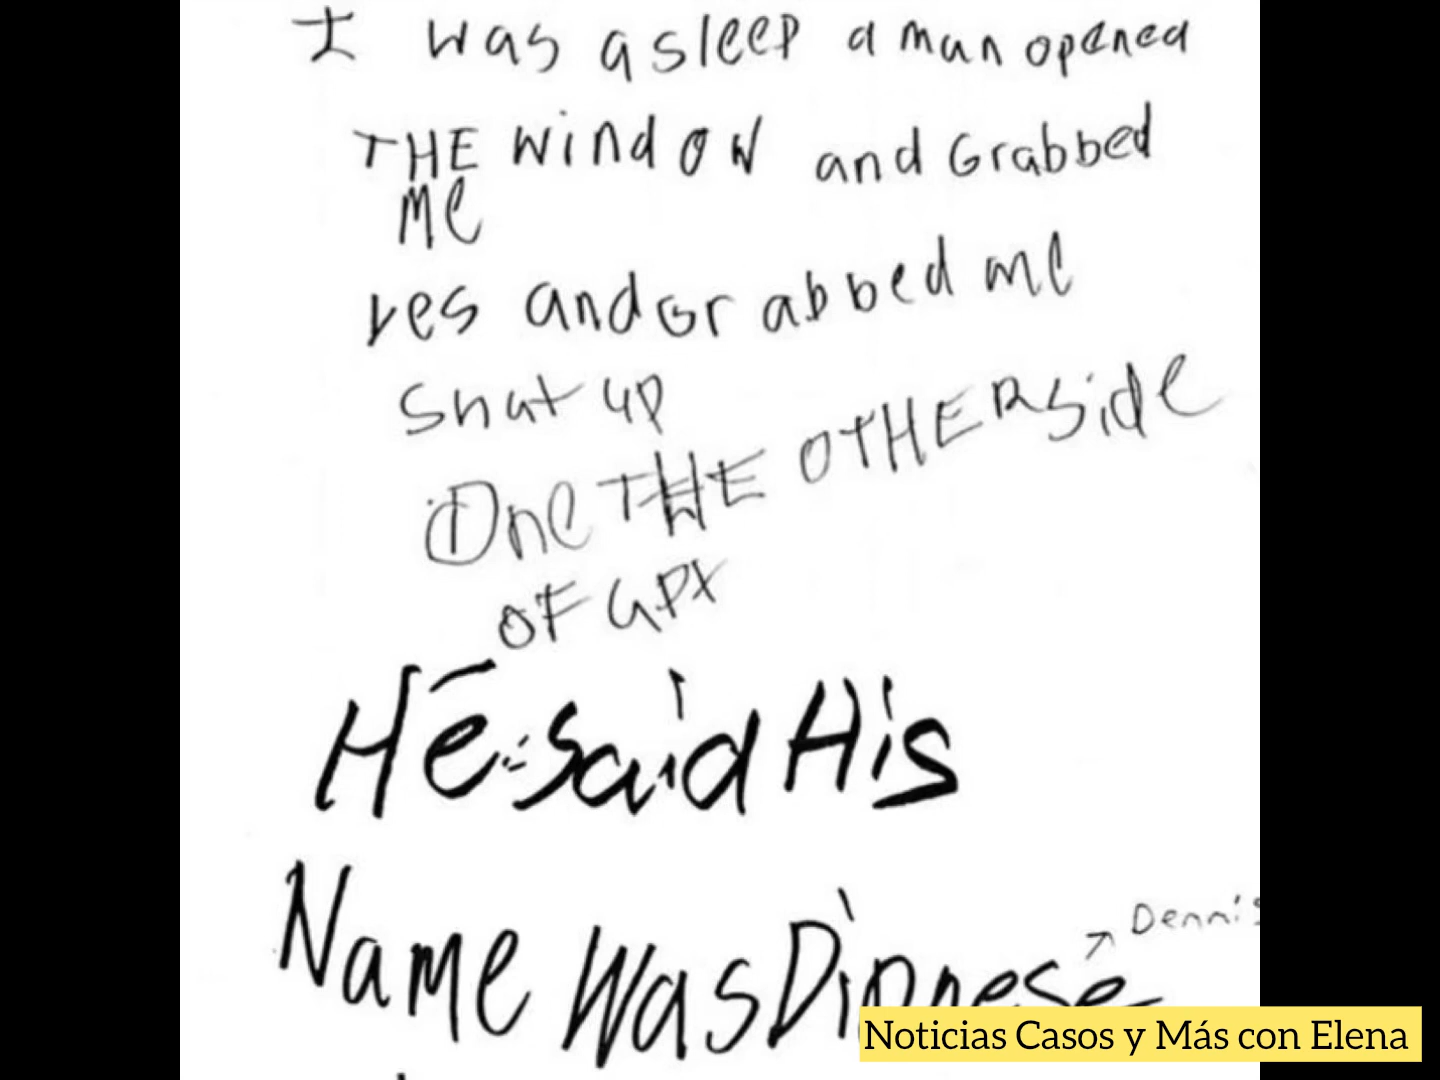 I was asleep a man opened
THE window and Grabbed
Me
yes and Grabbed me
Shut up
One THE OTHERSide
OF GPX
He said His
Name Was Dinnese
Dennis
Noticias Casos y Más con Elena